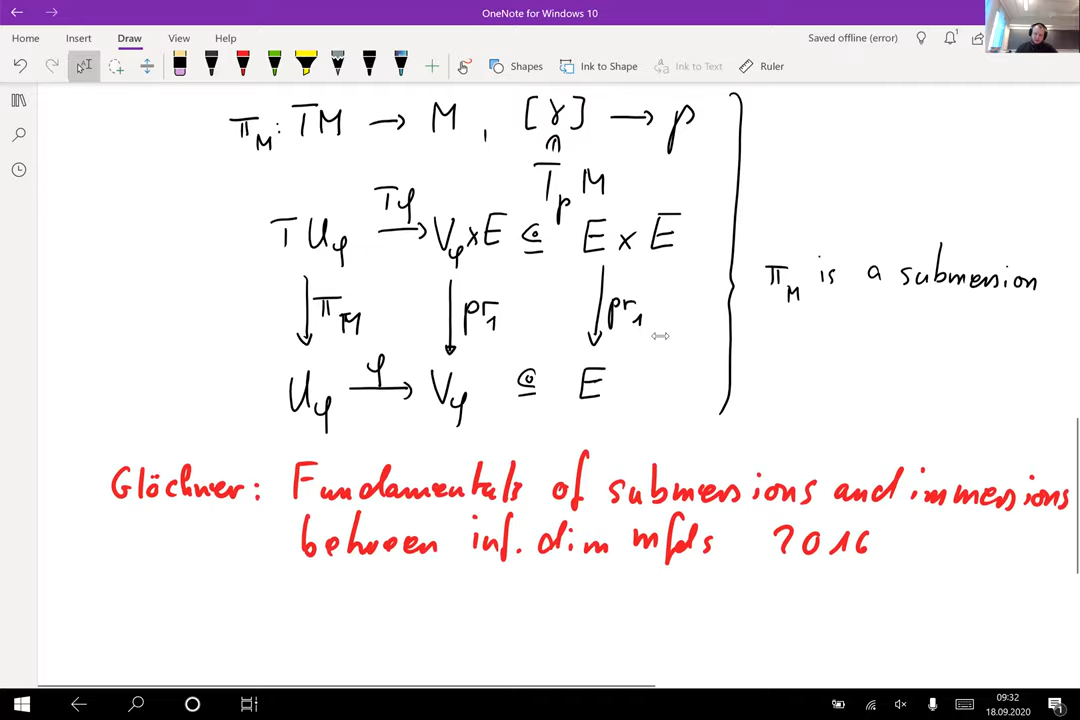 OneNote for Windows 10
Home Insert Draw View Help
Saved offline (error)
Shapes Ink to Shape Ink to Text Ruler
π_M: TM → M, [γ] → p
∩
T_p M
TU_φ Tφ → V_φ × E ⊆ E × E
↓ π_M ↓ pr_1 ↓ pr_1
π_M is a submersion
U_φ φ → V_φ ⊆ E
Glöckner: Fundamentals of submersions and immersions
between inf. dim mfds 2016
09:32
18.09.2020